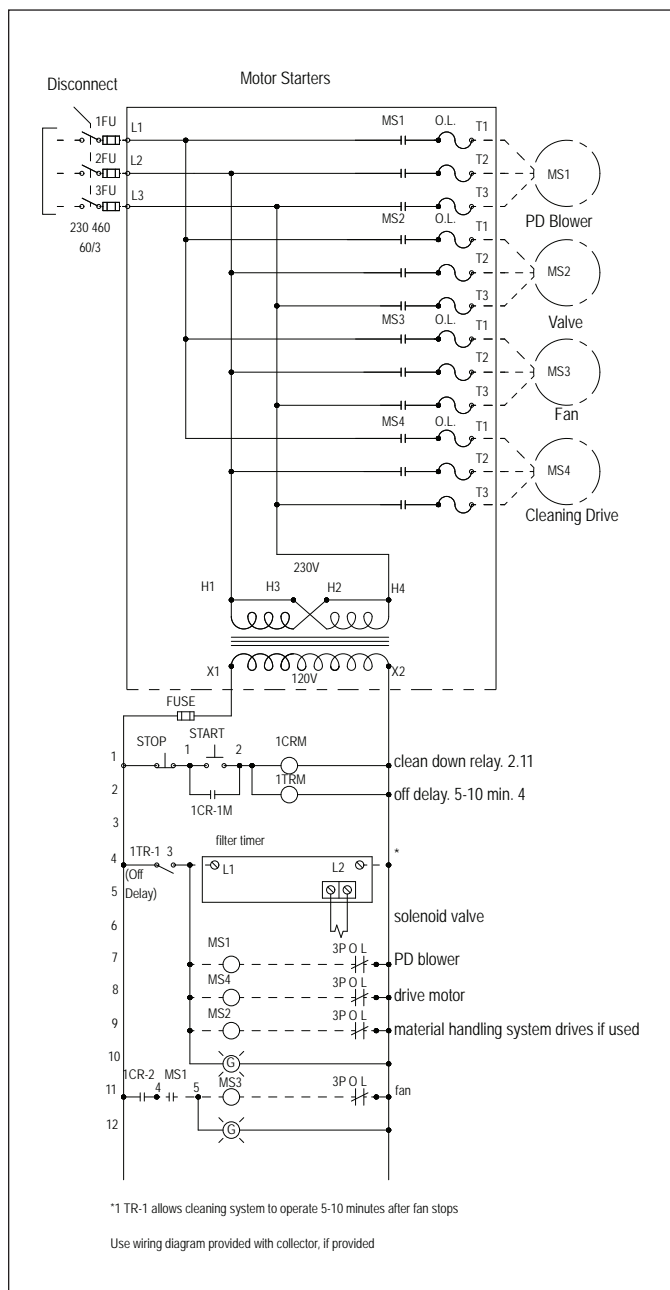 Disconnect
Motor Starters
1FU
L1
MS1
O.L.
T1
2FU
L2
T2
MS1
3FU
L3
T3
PD Blower
230 460
60/3
MS2
O.L.
T1
T2
MS2
T3
Valve
MS3
O.L.
T1
T2
MS3
T3
Fan
MS4
O.L.
T1
T2
MS4
T3
Cleaning Drive
230V
H1
H3
H2
H4
X1
120V
X2
FUSE
STOP
START
1
1
2
1CRM
clean down relay. 2.11
2
1CR-1M
1TRM
off delay. 5-10 min. 4
3
filter timer
4
1TR-1
3
L1
L2
*
(Off
Delay)
5
6
solenoid valve
7
MS1
3P O L
PD blower
8
MS4
3P O L
drive motor
9
MS2
3P O L
material handling system drives if used
10
G
11
1CR-2
4
MS1
5
MS3
3P O L
fan
12
G
*1 TR-1 allows cleaning system to operate 5-10 minutes after fan stops
Use wiring diagram provided with collector, if provided